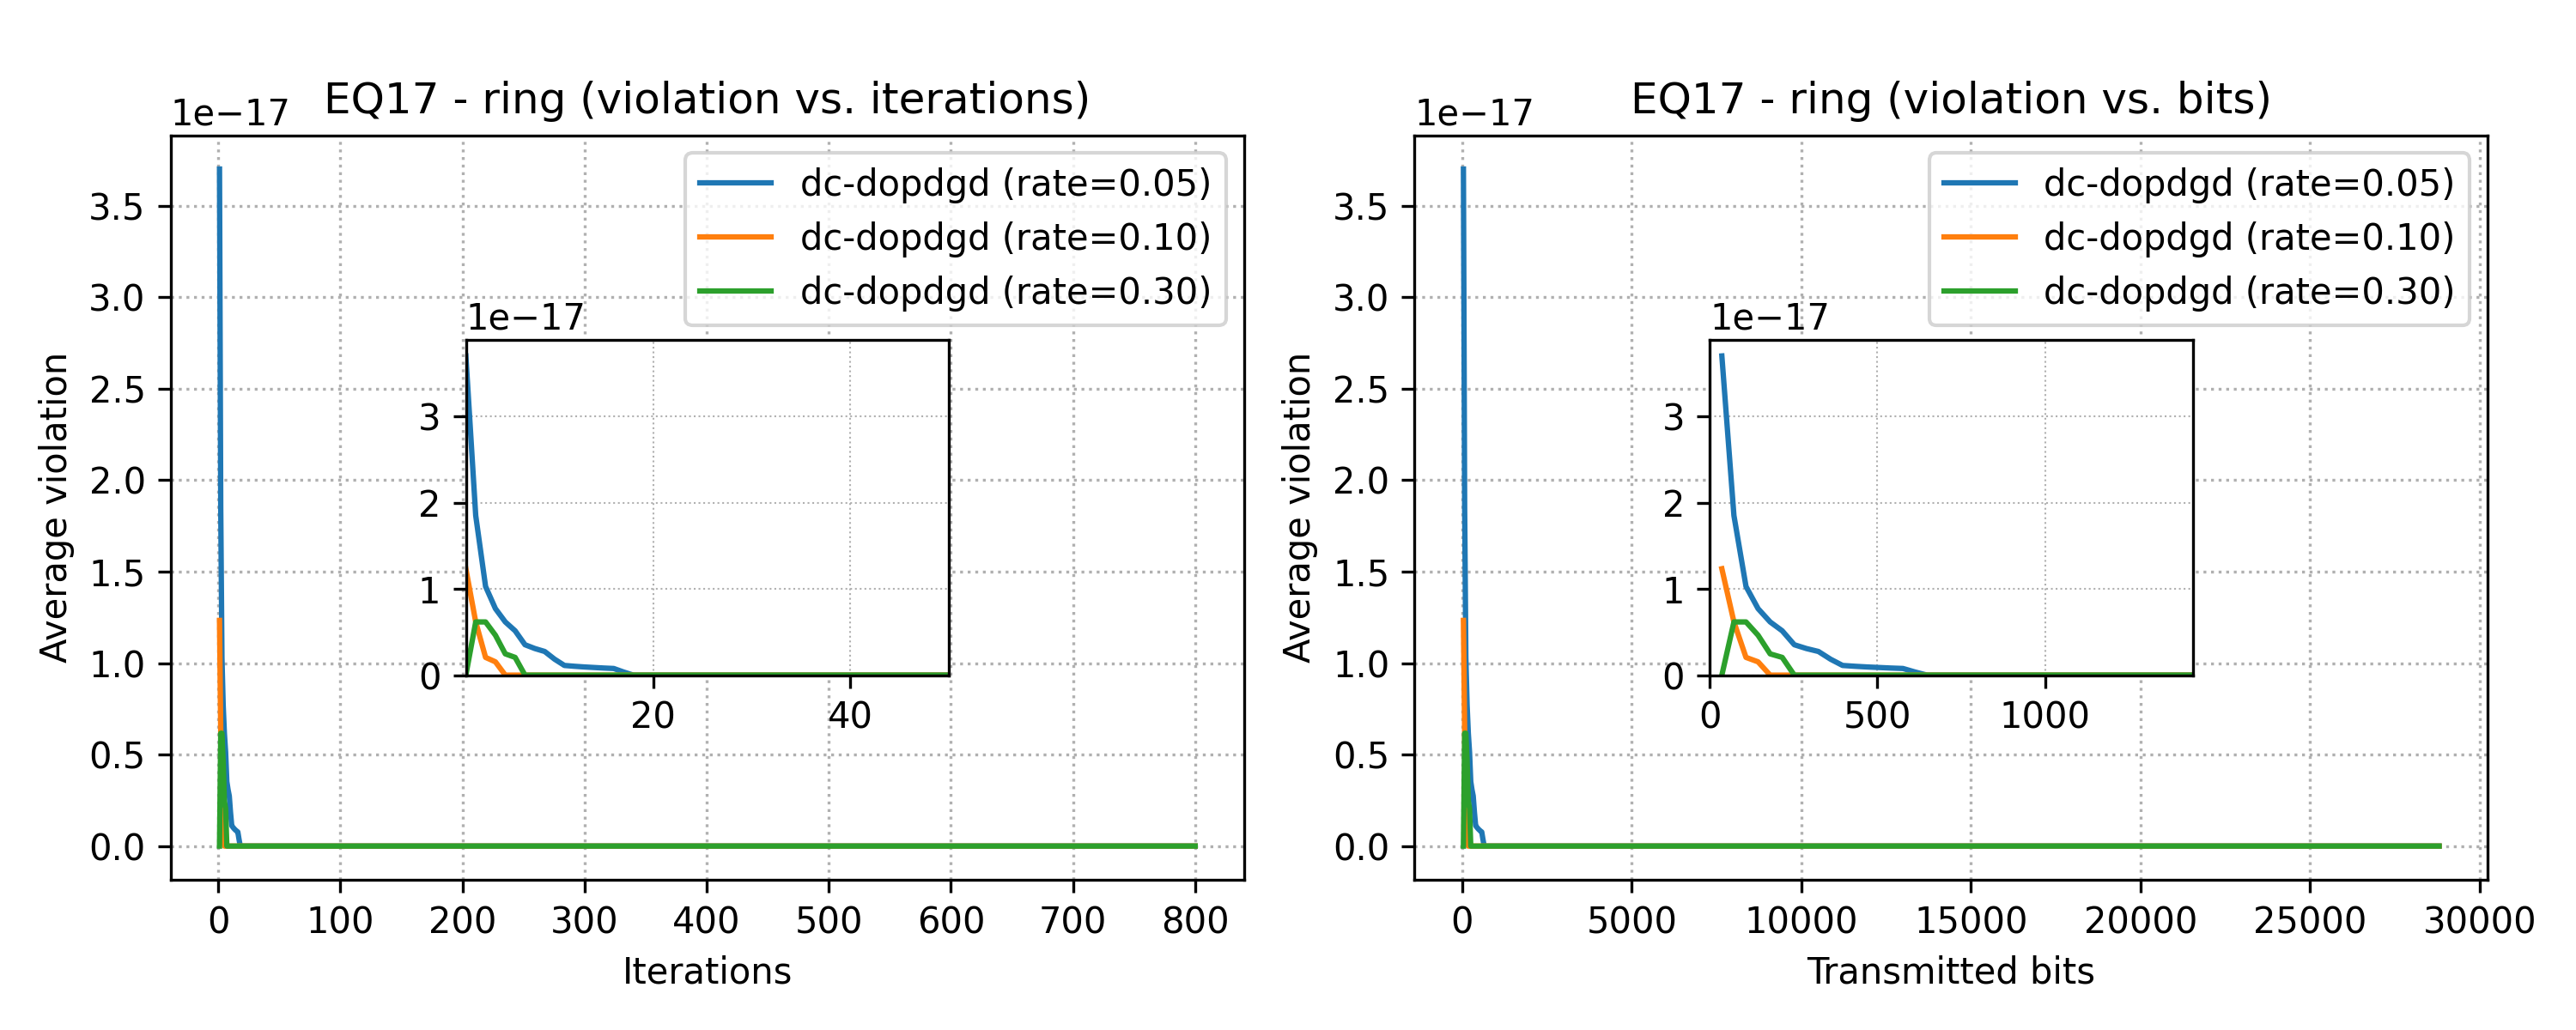 EQ17 - ring (violation vs. iterations)
1e−17
3.5
3.0
2.5
2.0
1.5
1.0
0.5
0.0
Average violation
dc-dopdgd (rate=0.05)
dc-dopdgd (rate=0.10)
dc-dopdgd (rate=0.30)
1e−17
3
2
1
0
20 40
0 100 200 300 400 500 600 700 800
Iterations
EQ17 - ring (violation vs. bits)
1e−17
3.5
3.0
2.5
2.0
1.5
1.0
0.5
0.0
Average violation
dc-dopdgd (rate=0.05)
dc-dopdgd (rate=0.10)
dc-dopdgd (rate=0.30)
1e−17
3
2
1
0
0 500 1000
0 5000 10000 15000 20000 25000 30000
Transmitted bits